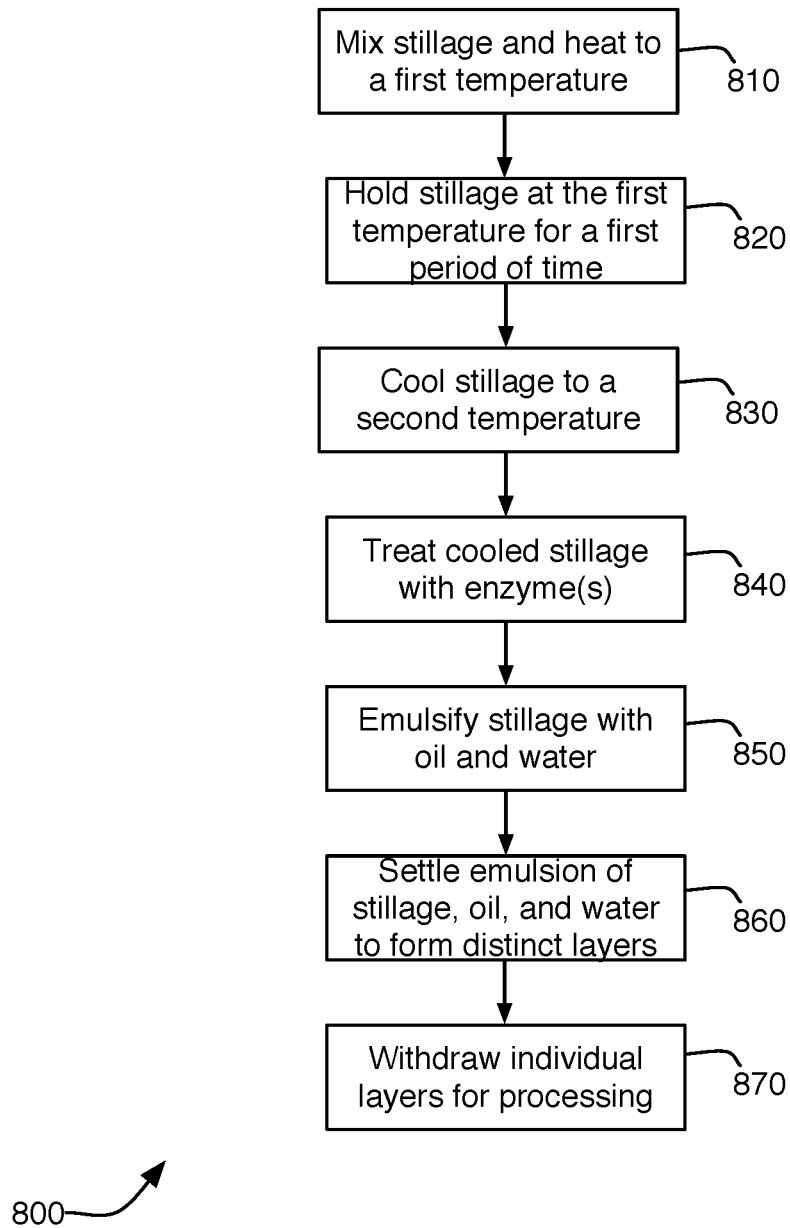 Mix stillage and heat to
a first temperature
810
Hold stillage at the first
temperature for a first
period of time
820
Cool stillage to a
second temperature
830
Treat cooled stillage
with enzyme(s)
840
Emulsify stillage with
oil and water
850
Settle emulsion of
stillage, oil, and water
to form distinct layers
860
Withdraw individual
layers for processing
870
800